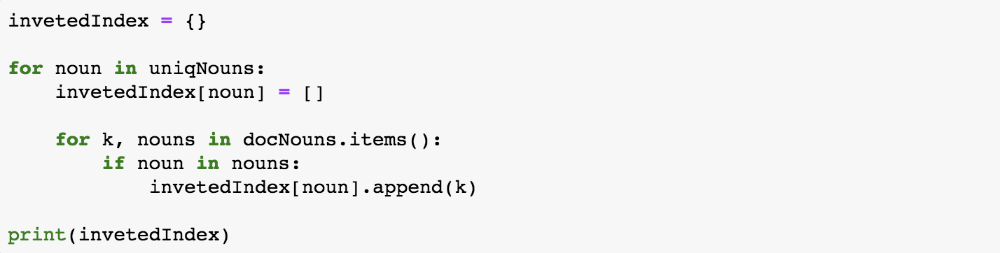 invetedIndex = {}
for noun in uniqNouns:
    invetedIndex[noun] = []
    for k, nouns in docNouns.items():
        if noun in nouns:
            invetedIndex[noun].append(k)
print(invetedIndex)